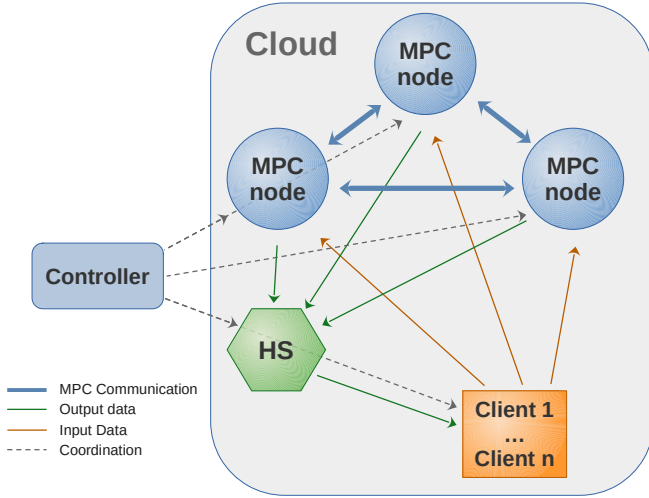 Cloud
MPC
node
MPC
node
MPC
node
Controller
HS
Client 1
...
Client n
MPC Communication
Output data
Input Data
Coordination